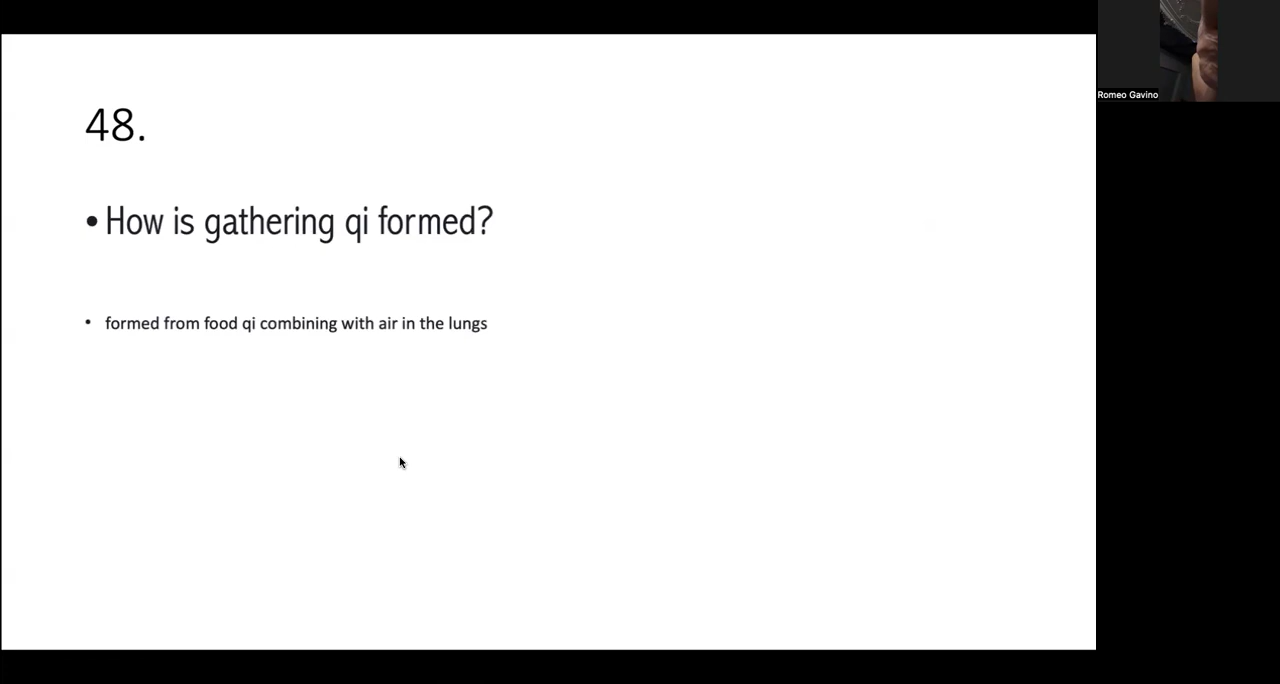 48.
• How is gathering qi formed?
• formed from food qi combining with air in the lungs
Romeo Gavino